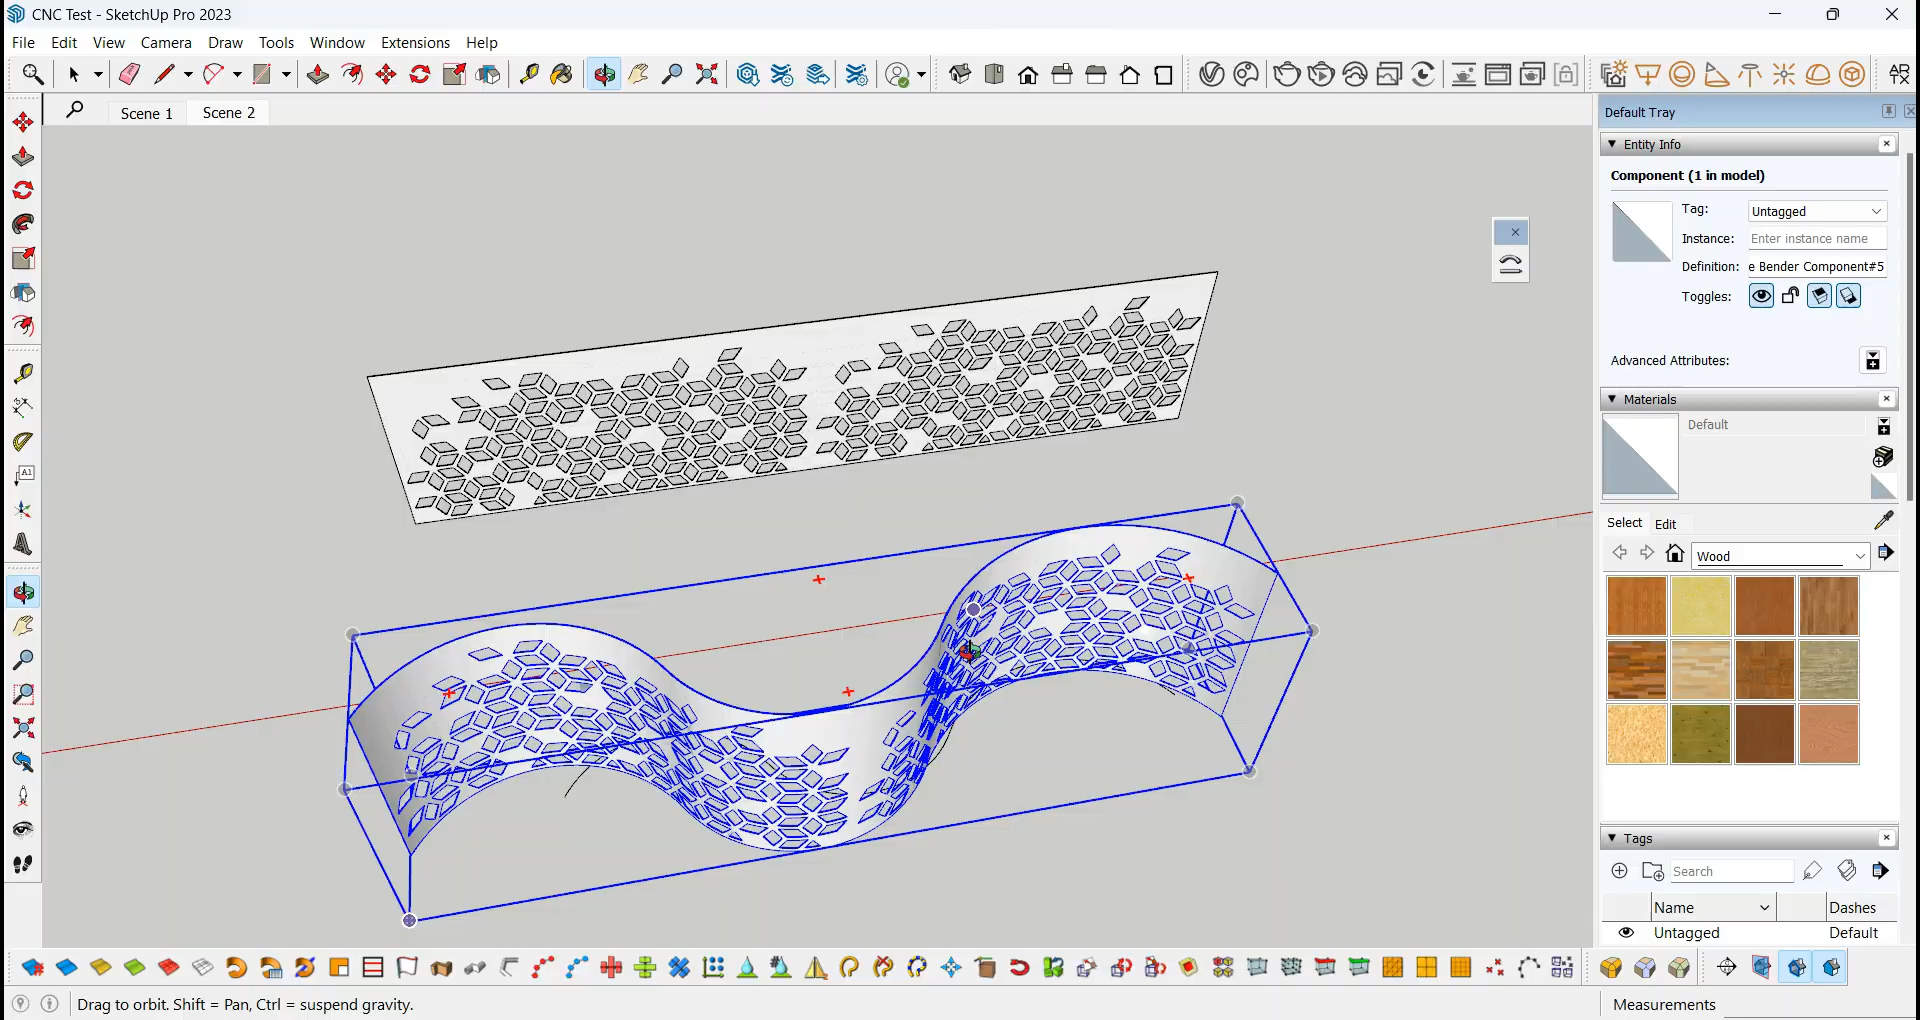 CNC Test - SketchUp Pro 2023
File Edit View Camera Draw Tools Window Extensions Help
AR
TX
Scene 1 Scene 2
Default Tray
Entity Info
Component (1 in model)
Tag: Untagged
Instance: Enter instance name
Definition: e Bender Component#5
Toggles:
Advanced Attributes:
Materials
Default
A1
Select Edit
Wood
Tags
Search
Name Dashes
Untagged Default
Drag to orbit. Shift = Pan, Ctrl = suspend gravity.
Measurements